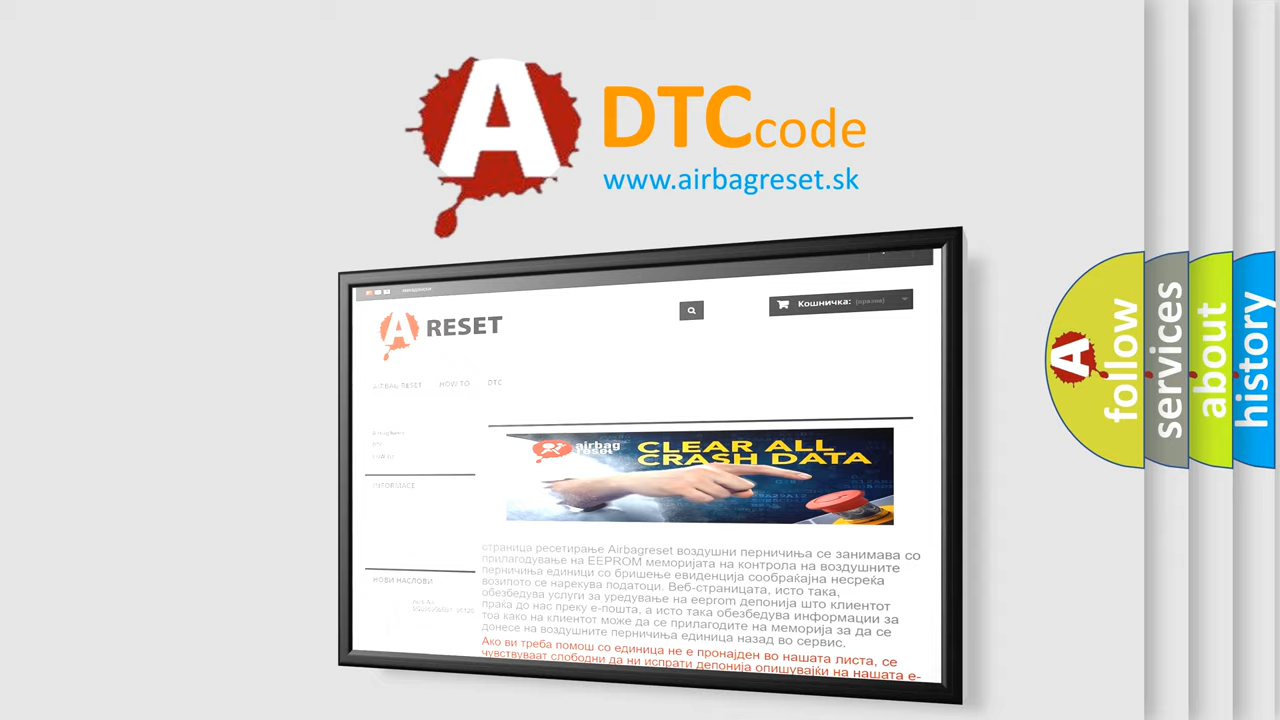 A
DTC code
www.airbagreset.sk
A RESET
Кошничка: (празна)
AIRBAG RESET HOW TO DTC
INFORMACE
airbag
reset
CLEAR ALL
CRASH DATA
страница ресетирање Airbagreset воздушни перничиња се занимава со
прилагодување на EEPROM меморијата на контрола на воздушните
перничиња единици со бришење евиденција сообраќајна несреќа
возилото се нарекува податоци. Веб-страницата, исто така,
обезбедува услуги за уредување на eeprom депонија што клиентот
праќа до нас преку е-пошта, а исто така обезбедува информации за
тоа како на клиентот може да се прилагодите на меморија за да се
донесе на воздушните перничиња единица назад во сервис.
Ако ви треба помош со единица не е пронајден во нашата листа, се
чувствуваат слободни да ни испрати депонија опишувајќи на нашата е-
НОВИ НАСЛОВИ
A
follow
services
about
history